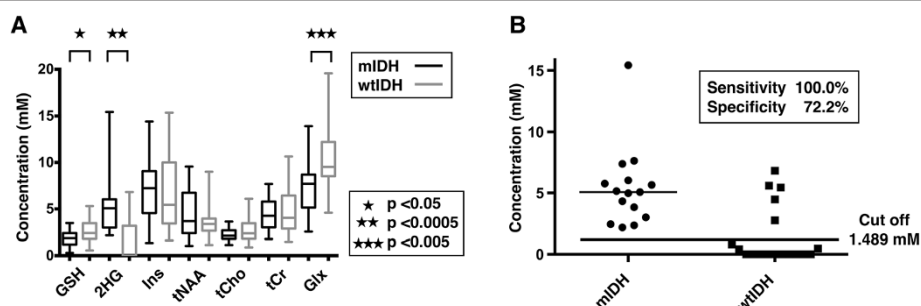 A
★ ★★ ★★★
mIDH
wtIDH
Concentration (mM)
20
15
10
5
0
★ p <0.05
★★ p <0.0005
★★★ p <0.005
GSH 2HG Ins tNAA tCho tCr Glx
B
Concentration (mM)
15
10
5
0
Sensitivity 100.0%
Specificity 72.2%
Cut off
1.489 mM
mIDH wtIDH